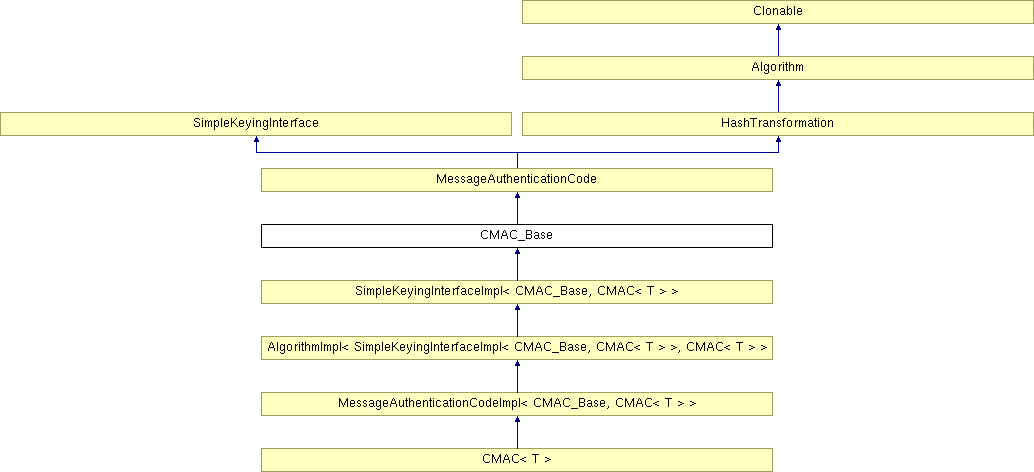 Clonable
Algorithm
SimpleKeyingInterface
HashTransformation
MessageAuthenticationCode
CMAC_Base
SimpleKeyingInterfaceImpl< CMAC_Base, CMAC< T > >
AlgorithmImpl< SimpleKeyingInterfaceImpl< CMAC_Base, CMAC< T > >, CMAC< T > >
MessageAuthenticationCodeImpl< CMAC_Base, CMAC< T > >
CMAC< T >